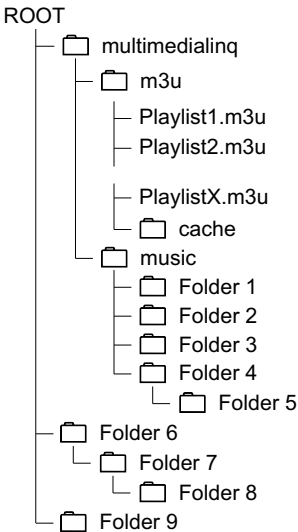 ROOT
multimedialinq
m3u
Playlist1.m3u
Playlist2.m3u
PlaylistX.m3u
cache
music
Folder 1
Folder 2
Folder 3
Folder 4
Folder 5
Folder 6
Folder 7
Folder 8
Folder 9